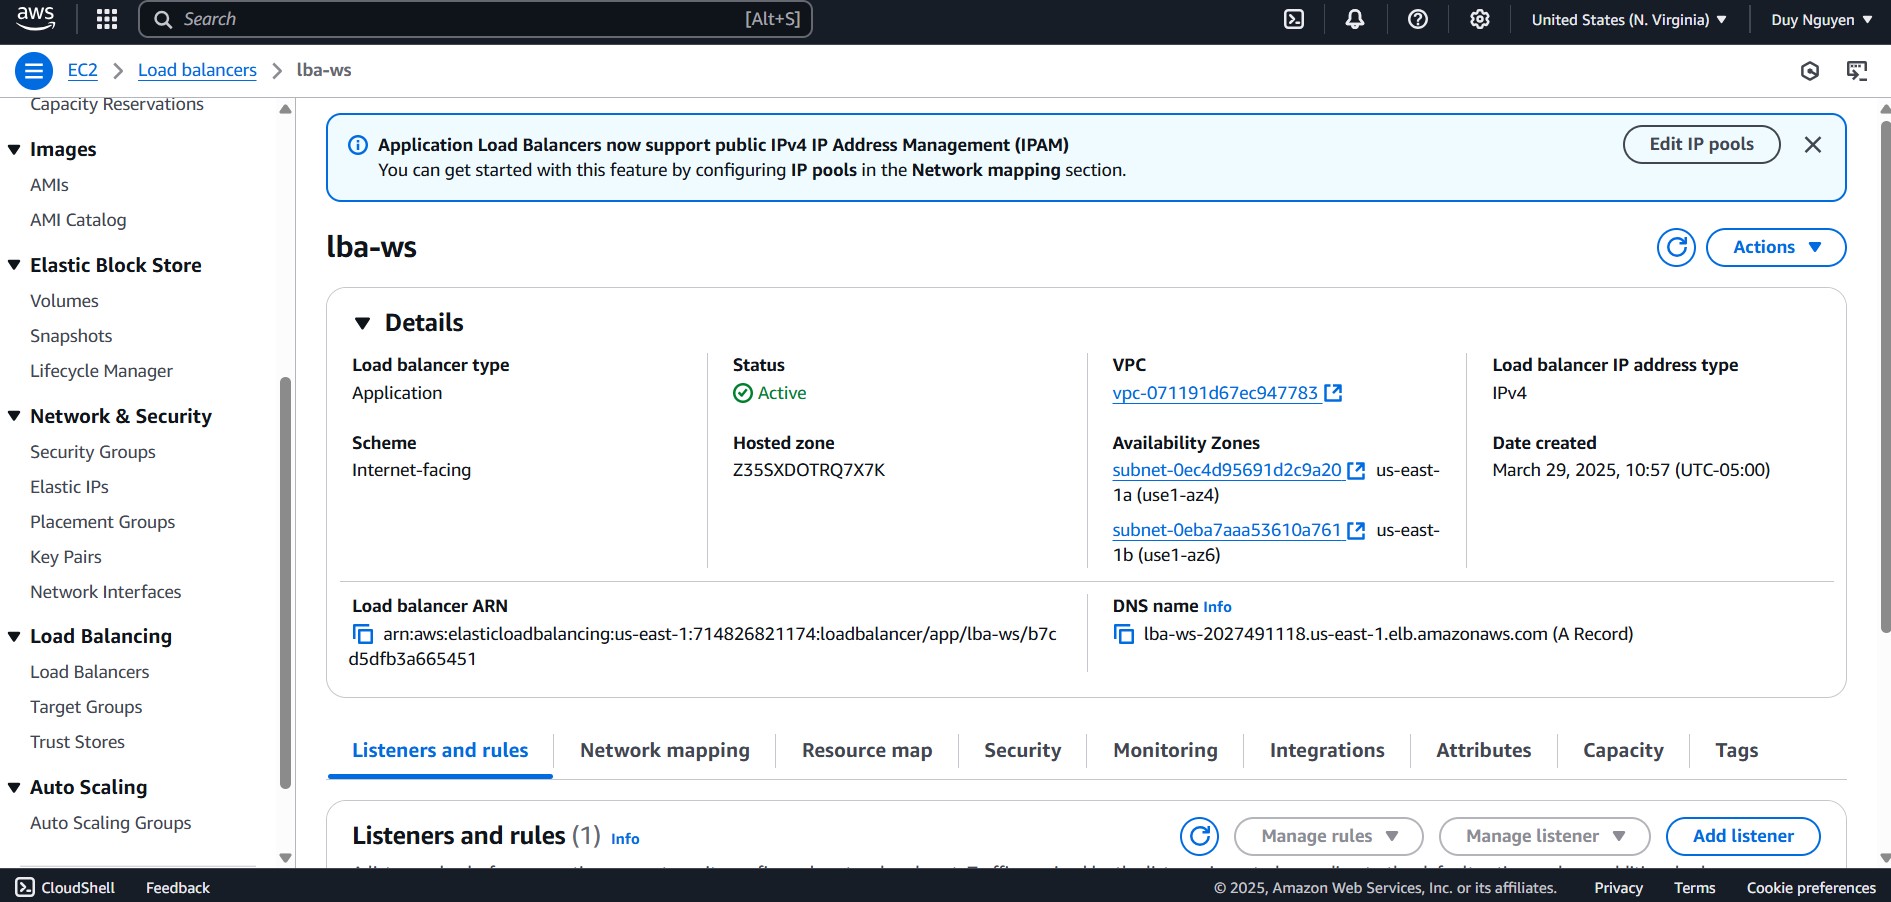 aws
Search
[Alt+S]
United States (N. Virginia)
Duy Nguyen
EC2
Load balancers
lba-ws
Capacity Reservations
Images
AMIs
AMI Catalog
Elastic Block Store
Volumes
Snapshots
Lifecycle Manager
Network & Security
Security Groups
Elastic IPs
Placement Groups
Key Pairs
Network Interfaces
Load Balancing
Load Balancers
Target Groups
Trust Stores
Auto Scaling
Auto Scaling Groups
Application Load Balancers now support public IPv4 IP Address Management (IPAM)
You can get started with this feature by configuring IP pools in the Network mapping section.
Edit IP pools
lba-ws
Actions
Details
Load balancer type
Application
Status
Active
VPC
vpc-071191d67ec947783
Load balancer IP address type
IPv4
Scheme
Internet-facing
Hosted zone
Z35SXDOTRQ7X7K
Availability Zones
subnet-0ec4d95691d2c9a20 us-east-
1a (use1-az4)
subnet-0eba7aaa53610a761 us-east-
1b (use1-az6)
Date created
March 29, 2025, 10:57 (UTC-05:00)
Load balancer ARN
arn:aws:elasticloadbalancing:us-east-1:714826821174:loadbalancer/app/lba-ws/b7c
d5dfb3a665451
DNS name Info
lba-ws-2027491118.us-east-1.elb.amazonaws.com (A Record)
Listeners and rules
Network mapping
Resource map
Security
Monitoring
Integrations
Attributes
Capacity
Tags
Listeners and rules (1) Info
Manage rules
Manage listener
Add listener
CloudShell
Feedback
© 2025, Amazon Web Services, Inc. or its affiliates.
Privacy
Terms
Cookie preferences